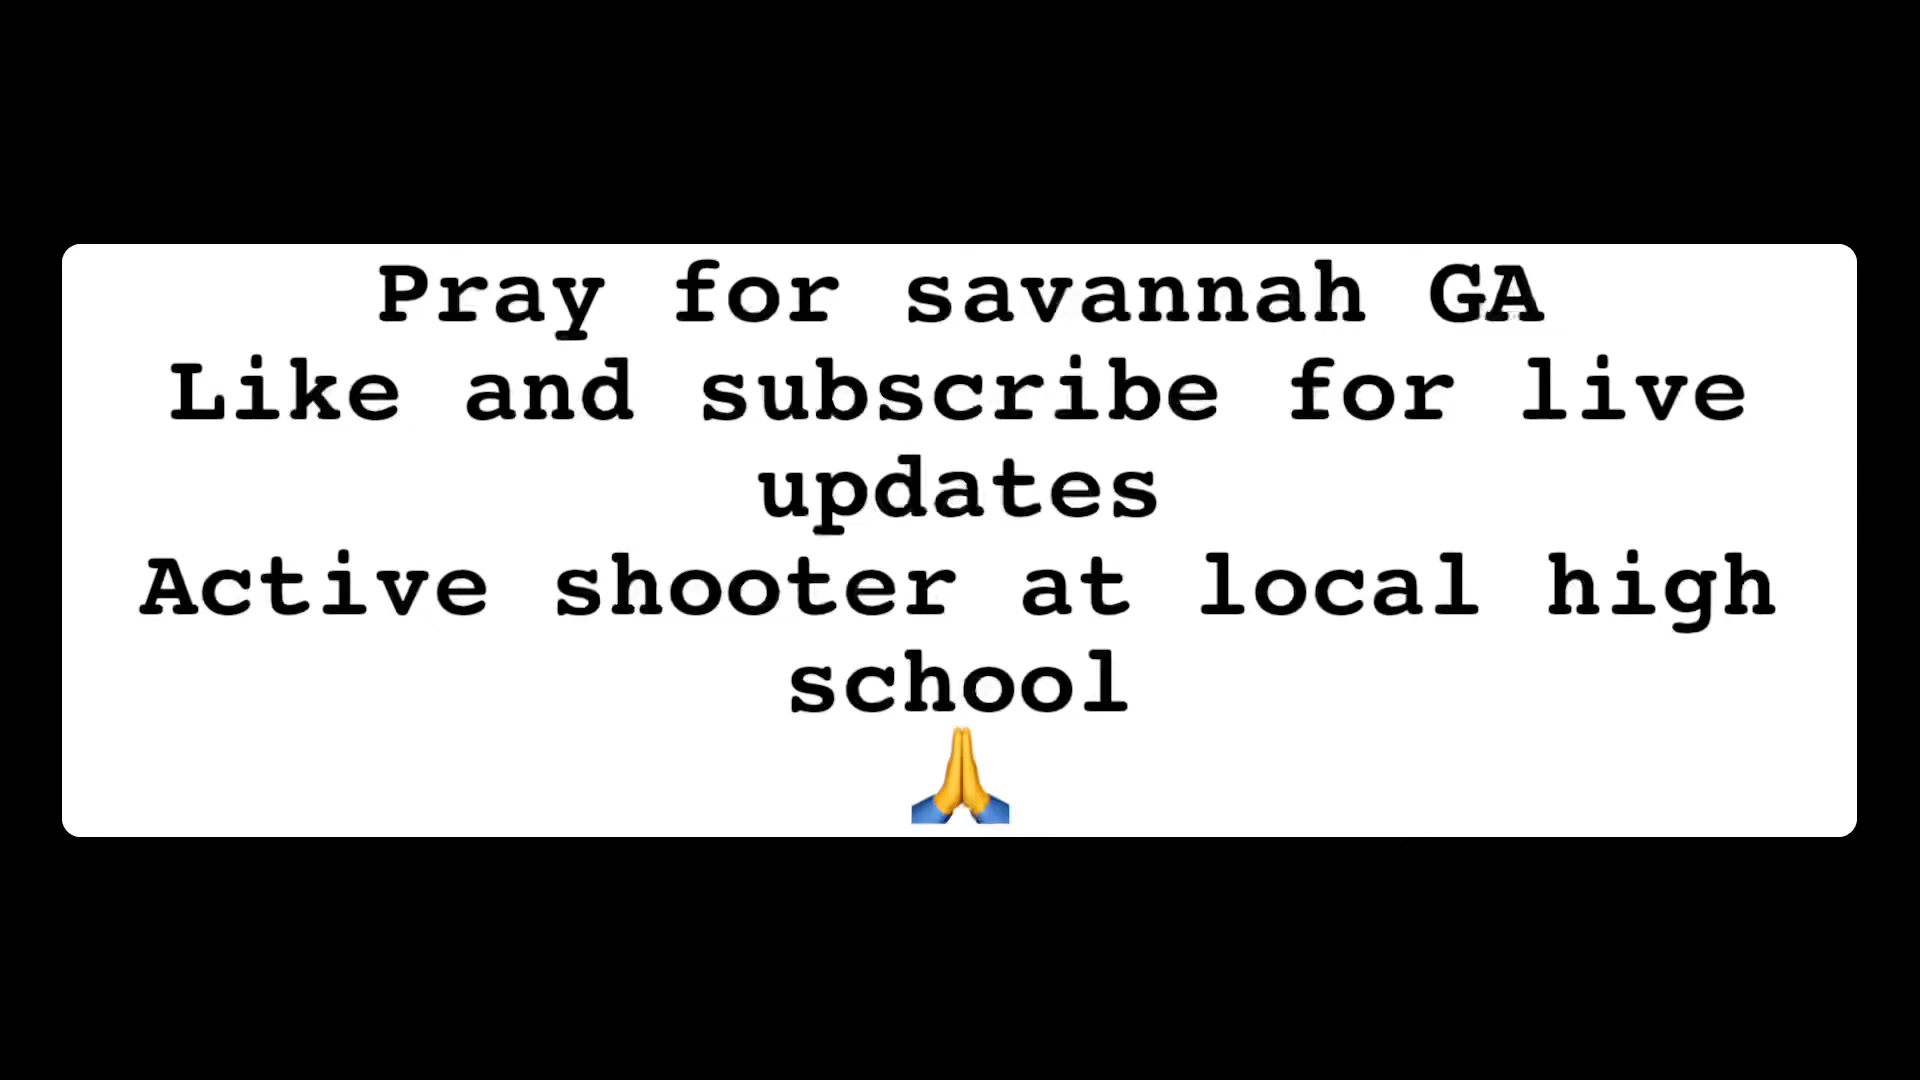 Pray for savannah GA
Like and subscribe for live
updates
Active shooter at local high
school
🙏